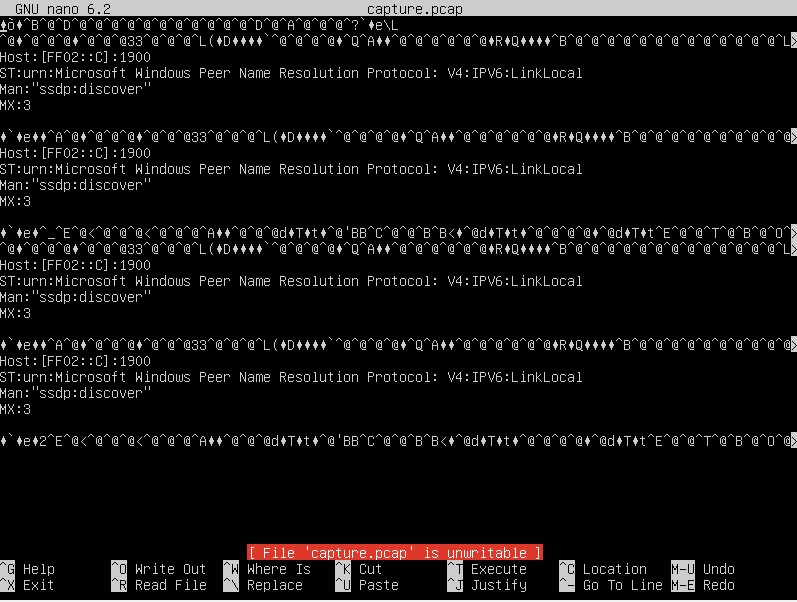 GNU nano 6.2 capture.pcap
♦ò♦^B^@^D^@^@^@^@^@^@^@^@^@^D^@^A^@^@^@^?`♦e\L
^@♦^@^@^@♦^@^@^@33^@^@^@^L(♦D♦♦♦♦``^@^@^@^@♦^Q^A♦♦^@^@^@^@^@^@♦R♦Q♦♦♦♦^B^@^@^@^@^@^@^@^@^@^@^L>
Host:[FF02::C]:1900
ST:urn:Microsoft Windows Peer Name Resolution Protocol: V4:IPV6:LinkLocal
Man:"ssdp:discover"
MX:3
♦`♦e♦♦^A^@♦^@^@^@♦^@^@^@33^@^@^@^L(♦D♦♦♦♦`^@^@^@^@♦^Q^A♦♦^@^@^@^@^@^@♦R♦Q♦♦♦♦^B^@^@^@^@^@^@^@^@>
Host:[FF02::C]:1900
ST:urn:Microsoft Windows Peer Name Resolution Protocol: V4:IPV6:LinkLocal
Man:"ssdp:discover"
MX:3
♦`♦e♦^_^E^@<^@^@^@<^@^@^@^A♦♦^@^@^@d♦T♦t♦^@'BB^C^@^@^B^B<♦^@d♦T♦t♦^@^@^@^@♦^@d♦T♦t^E^@^@^T^@^B^@^O^>
^@♦^@^@^@♦^@^@^@33^@^@^@^L(♦D♦♦♦♦``^@^@^@^@♦^Q^A♦♦^@^@^@^@^@^@♦R♦Q♦♦♦♦^B^@^@^@^@^@^@^@^@^@^@^L>
Host:[FF02::C]:1900
ST:urn:Microsoft Windows Peer Name Resolution Protocol: V4:IPV6:LinkLocal
Man:"ssdp:discover"
MX:3
♦`♦e♦♦^A^@♦^@^@^@♦^@^@^@33^@^@^@^L(♦D♦♦♦♦`^@^@^@^@♦^Q^A♦♦^@^@^@^@^@^@♦R♦Q♦♦♦♦^B^@^@^@^@^@^@^@^@>
Host:[FF02::C]:1900
ST:urn:Microsoft Windows Peer Name Resolution Protocol: V4:IPV6:LinkLocal
Man:"ssdp:discover"
MX:3
♦`♦e♦2^E^@<^@^@^@<^@^@^@^A♦♦^@^@^@d♦T♦t♦^@'BB^C^@^@^B^B<♦^@d♦T♦t♦^@^@^@^@♦^@d♦T♦t^E^@^@^T^@^B^@^O^@>
[ File 'capture.pcap' is unwritable ]
^G Help ^O Write Out ^W Where Is ^K Cut ^T Execute ^C Location M-U Undo
^X Exit ^R Read File ^\ Replace ^U Paste ^J Justify ^- Go To Line M-E Redo